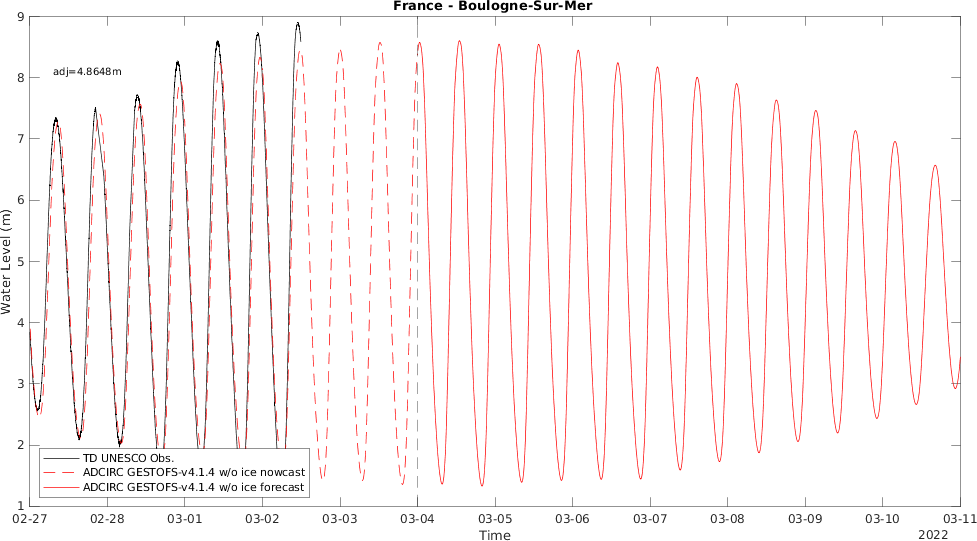 France - Boulogne-Sur-Mer
9
8
7
6
5
4
3
2
1
Water Level (m)
adj=4.8648m
TD UNESCO Obs.
ADCIRC GESTOFS-v4.1.4 w/o ice nowcast
ADCIRC GESTOFS-v4.1.4 w/o ice forecast
02-27 02-28 03-01 03-02 03-03 03-04 03-05 03-06 03-07 03-08 03-09 03-10 03-11
Time
2022